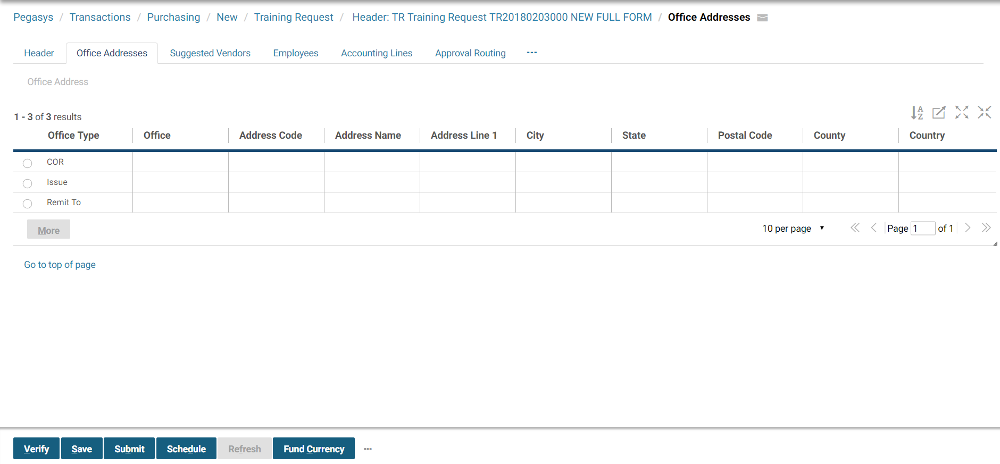 Pegasys / Transactions / Purchasing / New / Training Request / Header: TR Training Request TR20180203000 NEW FULL FORM / Office Addresses
Header Office Addresses Suggested Vendors Employees Accounting Lines Approval Routing ---
Office Address
1 - 3 of 3 results
Office Type Office Address Code Address Name Address Line 1 City State Postal Code County Country
COR
Issue
Remit To
More 10 per page Page 1 of 1
Go to top of page
Verify Save Submit Schedule Refresh Fund Currency ...